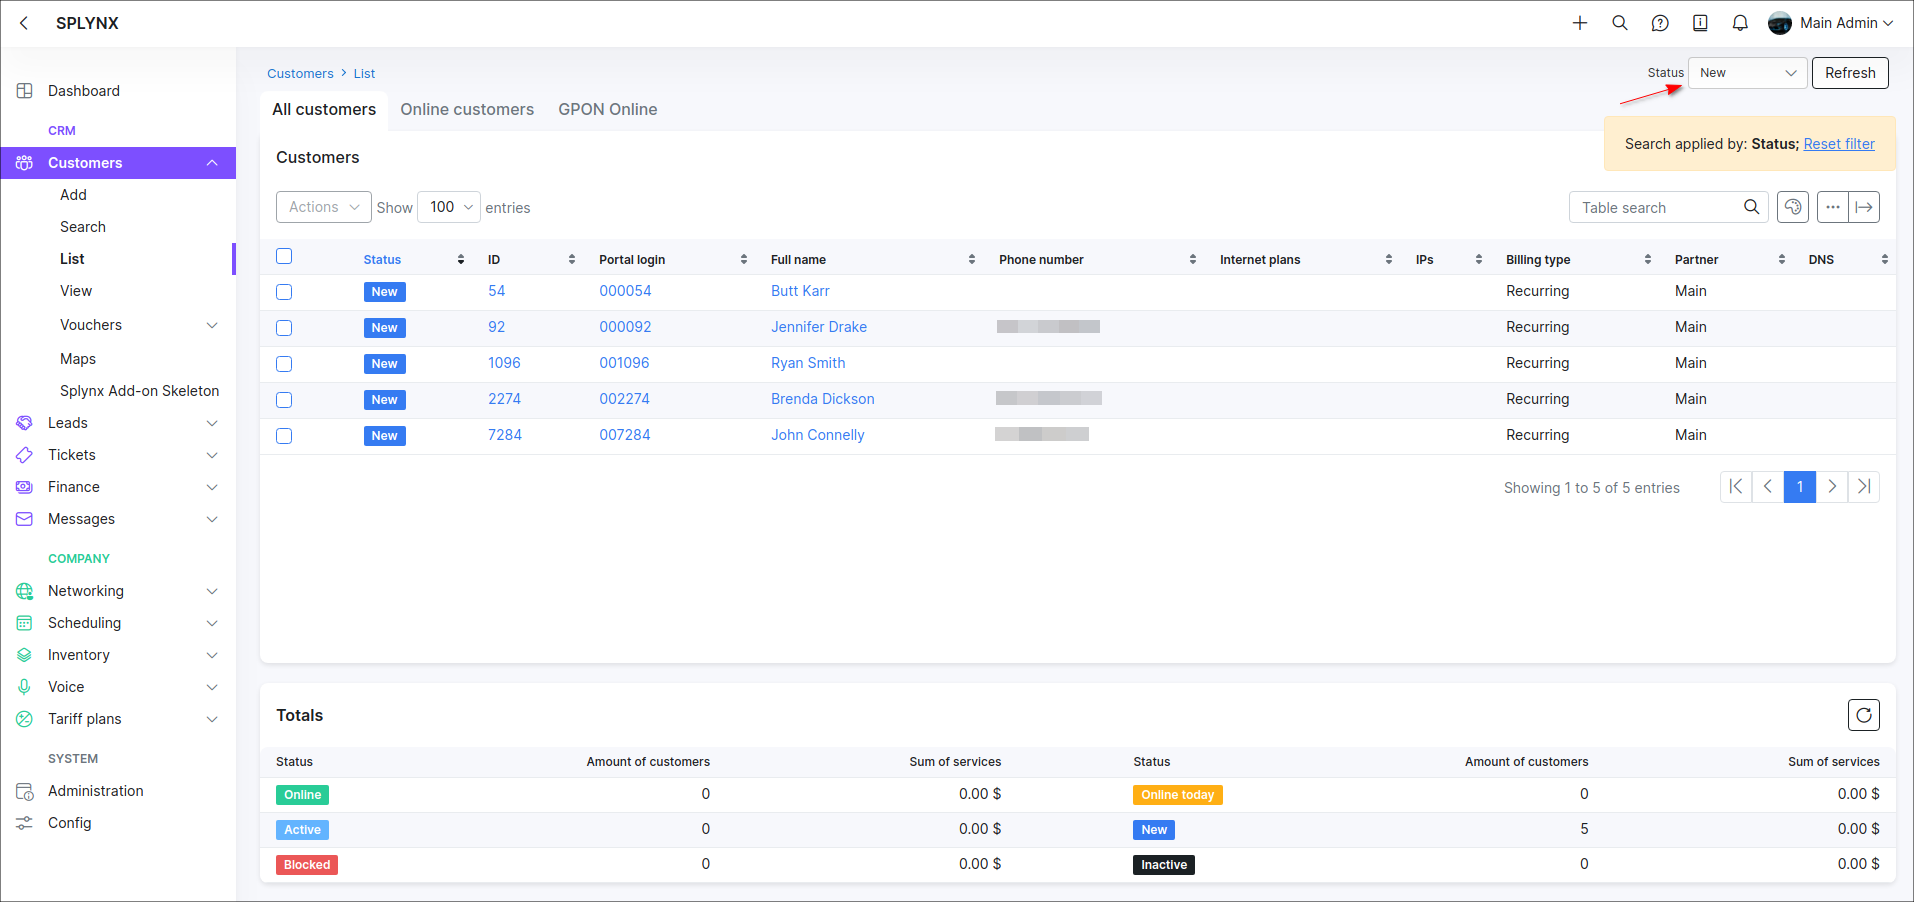 SPLYNX
Main Admin
Dashboard
CRM
Customers
Add
Search
List
View
Vouchers
Maps
Splynx Add-on Skeleton
Leads
Tickets
Finance
Messages
COMPANY
Networking
Scheduling
Inventory
Voice
Tariff plans
SYSTEM
Administration
Config
Customers > List
Status New Refresh
All customers Online customers GPON Online
Search applied by: Status; Reset filter
Customers
Actions Show 100 entries Table search
Status ID Portal login Full name Phone number Internet plans IPs Billing type Partner DNS
New 54 000054 Butt Karr Recurring Main
New 92 000092 Jennifer Drake Recurring Main
New 1096 001096 Ryan Smith Recurring Main
New 2274 002274 Brenda Dickson Recurring Main
New 7284 007284 John Connelly Recurring Main
Showing 1 to 5 of 5 entries 1
Totals
Status Amount of customers Sum of services Status Amount of customers Sum of services
Online 0 0.00 $ Online today 0 0.00 $
Active 0 0.00 $ New 5 0.00 $
Blocked 0 0.00 $ Inactive 0 0.00 $